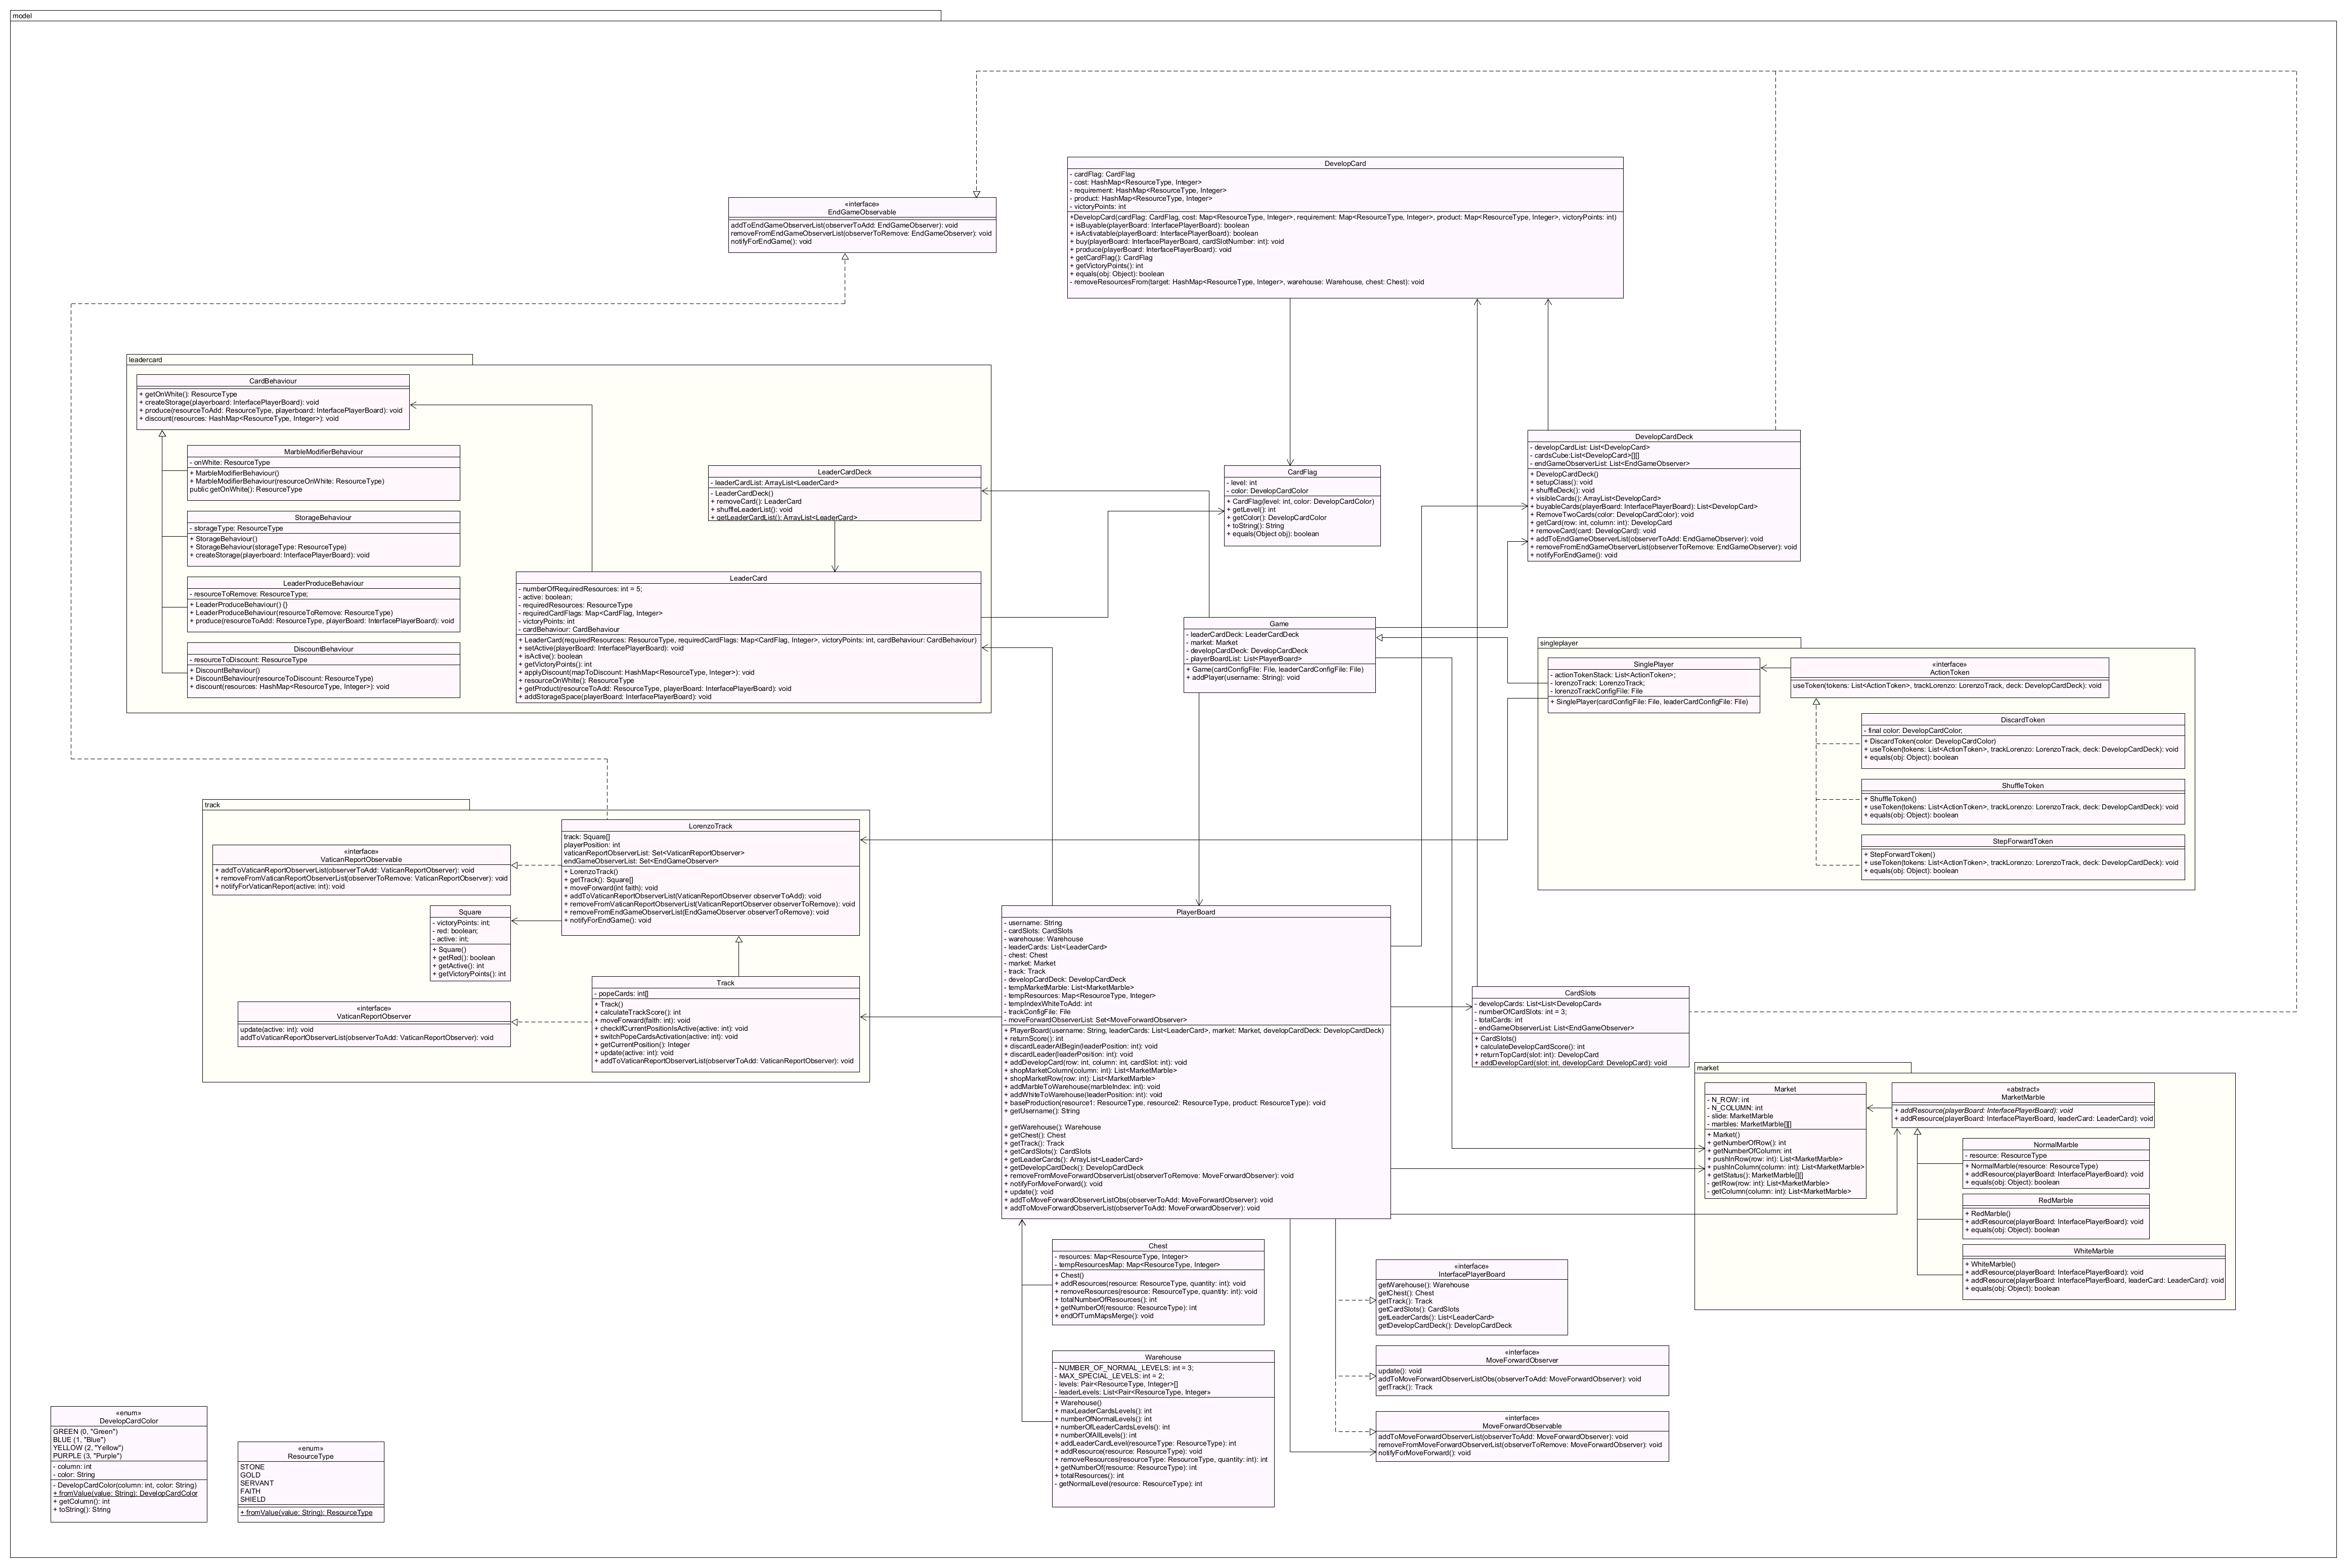 model
«interface»
EndGameObservable
addToEndGameObserverList(observerToAdd: EndGameObserver): void
removeFromEndGameObserverList(observerToRemove: EndGameObserver): void
notifyForEndGame(): void
DevelopCard
- cardFlag: CardFlag
- cost: HashMap<ResourceType, Integer>
- requirement: HashMap<ResourceType, Integer>
- product: HashMap<ResourceType, Integer>
- victoryPoints: int
+DevelopCard(cardFlag: CardFlag, cost: Map<ResourceType, Integer>, requirement: Map<ResourceType, Integer>, product: Map<ResourceType, Integer>, victoryPoints: int)
+ isBuyable(playerBoard: InterfacePlayerBoard): boolean
+ isActivatable(playerBoard: InterfacePlayerBoard): boolean
+ buy(playerBoard: InterfacePlayerBoard, cardSlotNumber: int): void
+ produce(playerBoard: InterfacePlayerBoard): void
+ getCardFlag(): CardFlag
+ getVictoryPoints(): int
+ equals(obj: Object): boolean
- removeResourcesFrom(target: HashMap<ResourceType, Integer>, warehouse: Warehouse, chest: Chest): void
leadercard
CardBehaviour
+ getOnWhite(): ResourceType
+ createStorage(playerboard: InterfacePlayerBoard): void
+ produce(resourceToAdd: ResourceType, playerboard: InterfacePlayerBoard): void
+ discount(resources: HashMap<ResourceType, Integer>): void
MarbleModifierBehaviour
- onWhite: ResourceType
+ MarbleModifierBehaviour()
+ MarbleModifierBehaviour(resourceOnWhite: ResourceType)
public getOnWhite(): ResourceType
StorageBehaviour
- storageType: ResourceType
+ StorageBehaviour()
+ StorageBehaviour(storageType: ResourceType)
+ createStorage(playerboard: InterfacePlayerBoard): void
LeaderProduceBehaviour
- resourceToRemove: ResourceType;
+ LeaderProduceBehaviour() {}
+ LeaderProduceBehaviour(resourceToRemove: ResourceType)
+ produce(resourceToAdd: ResourceType, playerBoard: InterfacePlayerBoard): void
DiscountBehaviour
- resourceToDiscount: ResourceType
+ DiscountBehaviour()
+ DiscountBehaviour(resourceToDiscount: ResourceType)
+ discount(resources: HashMap<ResourceType, Integer>): void
LeaderCardDeck
- leaderCardList: ArrayList<LeaderCard>
- LeaderCardDeck()
+ removeCard(): LeaderCard
+ shuffleLeaderList(): void
+ getLeaderCardList(): ArrayList<LeaderCard>
LeaderCard
- numberOfRequiredResources: int = 5;
- active: boolean;
- requiredResources: ResourceType
- requiredCardFlags: Map<CardFlag, Integer>
- victoryPoints: int
- cardBehaviour: CardBehaviour
+ LeaderCard(requiredResources: ResourceType, requiredCardFlags: Map<CardFlag, Integer>, victoryPoints: int, cardBehaviour: CardBehaviour)
+ setActive(playerBoard: InterfacePlayerBoard): void
+ isActive(): boolean
+ getVictoryPoints(): int
+ applyDiscount(mapToDiscount: HashMap<ResourceType, Integer>): void
+ resourceOnWhite(): ResourceType
+ getProduct(resourceToAdd: ResourceType, playerBoard: InterfacePlayerBoard): void
+ addStorageSpace(playerBoard: InterfacePlayerBoard): void
CardFlag
- level: int
- color: DevelopCardColor
+ CardFlag(level: int, color: DevelopCardColor)
+ getLevel(): int
+ getColor(): DevelopCardColor
+ toString(): String
+ equals(Object obj): boolean
DevelopCardDeck
- developCardList: List<DevelopCard>
- cardsCube:List<DevelopCard>[][]
- endGameObserverList: List<EndGameObserver>
+ DevelopCardDeck()
+ setupClass(): void
+ shuffleDeck(): void
+ visibleCards(): ArrayList<DevelopCard>
+ buyableCards(playerBoard: InterfacePlayerBoard): List<DevelopCard>
+ RemoveTwoCards(color: DevelopCardColor): void
+ getCard(row: int, column: int): DevelopCard
+ removeCard(card: DevelopCard): void
+ addToEndGameObserverList(observerToAdd: EndGameObserver): void
+ removeFromEndGameObserverList(observerToRemove: EndGameObserver): void
+ notifyForEndGame(): void
Game
- leaderCardDeck: LeaderCardDeck
- market: Market
- developCardDeck: DevelopCardDeck
- playerBoardList: List<PlayerBoard>
+ Game(cardConfigFile: File, leaderCardConfigFile: File)
+ addPlayer(username: String): void
singleplayer
SinglePlayer
- actionTokenStack: List<ActionToken>;
- lorenzoTrack: LorenzoTrack;
- lorenzoTrackConfigFile: File
+ SinglePlayer(cardConfigFile: File, leaderCardConfigFile: File)
«interface»
ActionToken
useToken(tokens: List<ActionToken>, trackLorenzo: LorenzoTrack, deck: DevelopCardDeck): void
DiscardToken
- final color: DevelopCardColor;
+ DiscardToken(color: DevelopCardColor)
+ useToken(tokens: List<ActionToken>, trackLorenzo: LorenzoTrack, deck: DevelopCardDeck): void
+ equals(obj: Object): boolean
ShuffleToken
+ ShuffleToken()
+ useToken(tokens: List<ActionToken>, trackLorenzo: LorenzoTrack, deck: DevelopCardDeck): void
+ equals(obj: Object): boolean
StepForwardToken
+ StepForwardToken()
+ useToken(tokens: List<ActionToken>, trackLorenzo: LorenzoTrack, deck: DevelopCardDeck): void
+ equals(obj: Object): boolean
track
«interface»
VaticanReportObservable
+ addToVaticanReportObserverList(observerToAdd: VaticanReportObserver): void
+ removeFromVaticanReportObserverList(observerToRemove: VaticanReportObserver): void
+ notifyForVaticanReport(active: int): void
LorenzoTrack
track: Square[]
playerPosition: int
vaticanReportObserverList: Set<VaticanReportObserver>
endGameObserverList: Set<EndGameObserver>
+ LorenzoTrack()
+ getTrack(): Square[]
+ moveForward(int faith): void
+ addToVaticanReportObserverList(VaticanReportObserver observerToAdd): void
+ removeFromVaticanReportObserverList(VaticanReportObserver observerToRemove): void
+ removeFromEndGameObserverList(EndGameObserver observerToRemove): void
+ notifyForEndGame(): void
Square
- victoryPoints: int;
- red: boolean;
- active: int;
+ Square()
+ getRed(): boolean
+ getActive(): int
+ getVictoryPoints(): int
«interface»
VaticanReportObserver
update(active: int): void
addToVaticanReportObserverList(observerToAdd: VaticanReportObserver): void
Track
- popeCards: int[]
+ Track()
+ calculateTrackScore(): int
+ moveForward(faith: int): void
+ checkIfCurrentPositionIsActive(active: int): void
+ switchPopeCardsActivation(active: int): void
+ getCurrentPosition(): Integer
+ update(active: int): void
+ addToVaticanReportObserverList(observerToAdd: VaticanReportObserver): void
PlayerBoard
- username: String
- cardSlots: CardSlots
- warehouse: Warehouse
- leaderCards: List<LeaderCard>
- chest: Chest
- market: Market
- track: Track
- developCardDeck: DevelopCardDeck
- tempMarketMarble: List<MarketMarble>
- tempResources: Map<ResourceType, Integer>
- tempIndexWhiteToAdd: int
- trackConfigFile: File
- moveForwardObserverList: Set<MoveForwardObserver>
+ PlayerBoard(username: String, leaderCards: List<LeaderCard>, market: Market, developCardDeck: DevelopCardDeck)
+ returnScore(): int
+ discardLeaderAtBegin(leaderPosition: int): void
+ discardLeader(leaderPosition: int): void
+ addDevelopCard(row: int, column: int, cardSlot: int): void
+ shopMarketColumn(column: int): List<MarketMarble>
+ shopMarketRow(row: int): List<MarketMarble>
+ addMarbleToWarehouse(marbleIndex: int): void
+ addWhiteToWarehouse(leaderPosition: int): void
+ baseProduction(resource1: ResourceType, resource2: ResourceType, product: ResourceType): void
+ getUsername(): String
+ getWarehouse(): Warehouse
+ getChest(): Chest
+ getTrack(): Track
+ getCardSlots(): CardSlots
+ getLeaderCards(): ArrayList<LeaderCard>
+ getDevelopCardDeck(): DevelopCardDeck
+ removeFromMoveForwardObserverList(observerToRemove: MoveForwardObserver): void
+ notifyForMoveForward(): void
+ update(): void
+ addToMoveForwardObserverListObs(observerToAdd: MoveForwardObserver): void
+ addToMoveForwardObserverList(observerToAdd: MoveForwardObserver): void
CardSlots
- developCards: List<List<DevelopCard>>
- numberOfCardSlots: int = 3;
- totalCards: int
- endGameObserverList: List<EndGameObserver>
+ CardSlots()
+ calculateDevelopCardScore(): int
+ returnTopCard(slot: int): DevelopCard
+ addDevelopCard(slot: int, developCard: DevelopCard): void
market
Market
- N_ROW: int
- N_COLUMN: int
- slide: MarketMarble
- marbles: MarketMarble[][]
+ Market()
+ getNumberOfRow(): int
+ getNumberOfColumn: int
+ pushInRow(row: int): List<MarketMarble>
+ pushInColumn(column: int): List<MarketMarble>
+ getStatus(): MarketMarble[][]
- getRow(row: int): List<MarketMarble>
- getColumn(column: int): List<MarketMarble>
«abstract»
MarketMarble
+ addResource(playerBoard: InterfacePlayerBoard): void
+ addResource(playerBoard: InterfacePlayerBoard, leaderCard: LeaderCard): void
NormalMarble
- resource: ResourceType
+ NormalMarble(resource: ResourceType)
+ addResource(playerBoard: InterfacePlayerBoard): void
+ equals(obj: Object): boolean
RedMarble
+ RedMarble()
+ addResource(playerBoard: InterfacePlayerBoard): void
+ equals(obj: Object): boolean
WhiteMarble
+ WhiteMarble()
+ addResource(playerBoard: InterfacePlayerBoard): void
+ addResource(playerBoard: InterfacePlayerBoard, leaderCard: LeaderCard): void
+ equals(obj: Object): boolean
Chest
- resources: Map<ResourceType, Integer>
- tempResourcesMap: Map<ResourceType, Integer>
+ Chest()
+ addResources(resource: ResourceType, quantity: int): void
+ removeResources(resource: ResourceType, quantity: int): void
+ totalNumberOfResources(): int
+ getNumberOf(resource: ResourceType): int
+ endOfTurnMapsMerge(): void
Warehouse
- NUMBER_OF_NORMAL_LEVELS: int = 3;
- MAX_SPECIAL_LEVELS: int = 2;
- levels: Pair<ResourceType, Integer>[]
- leaderLevels: List<Pair<ResourceType, Integer>>
+ Warehouse()
+ maxLeaderCardsLevels(): int
+ numberOfNormalLevels(): int
+ numberOfLeaderCardsLevels(): int
+ numberOfAllLevels(): int
+ addLeaderCardLevel(resourceType: ResourceType): int
+ addResource(resource: ResourceType): void
+ removeResources(resourceType: ResourceType, quantity: int): int
+ getNumberOf(resource: ResourceType): int
+ totalResources(): int
- getNormalLevel(resource: ResourceType): int
«interface»
InterfacePlayerBoard
getWarehouse(): Warehouse
getChest(): Chest
getTrack(): Track
getCardSlots(): CardSlots
getLeaderCards(): List<LeaderCard>
getDevelopCardDeck(): DevelopCardDeck
«interface»
MoveForwardObserver
update(): void
addToMoveForwardObserverListObs(observerToAdd: MoveForwardObserver): void
getTrack(): Track
«interface»
MoveForwardObservable
addToMoveForwardObserverList(observerToAdd: MoveForwardObserver): void
removeFromMoveForwardObserverList(observerToRemove: MoveForwardObserver): void
notifyForMoveForward(): void
«enum»
DevelopCardColor
GREEN (0, "Green")
BLUE (1, "Blue")
YELLOW (2, "Yellow")
PURPLE (3, "Purple")
- column: int
- color: String
- DevelopCardColor(column: int, color: String)
+ fromValue(value: String): DevelopCardColor
+ getColumn(): int
+ toString(): String
«enum»
ResourceType
STONE
GOLD
SERVANT
FAITH
SHIELD
+ fromValue(value: String): ResourceType